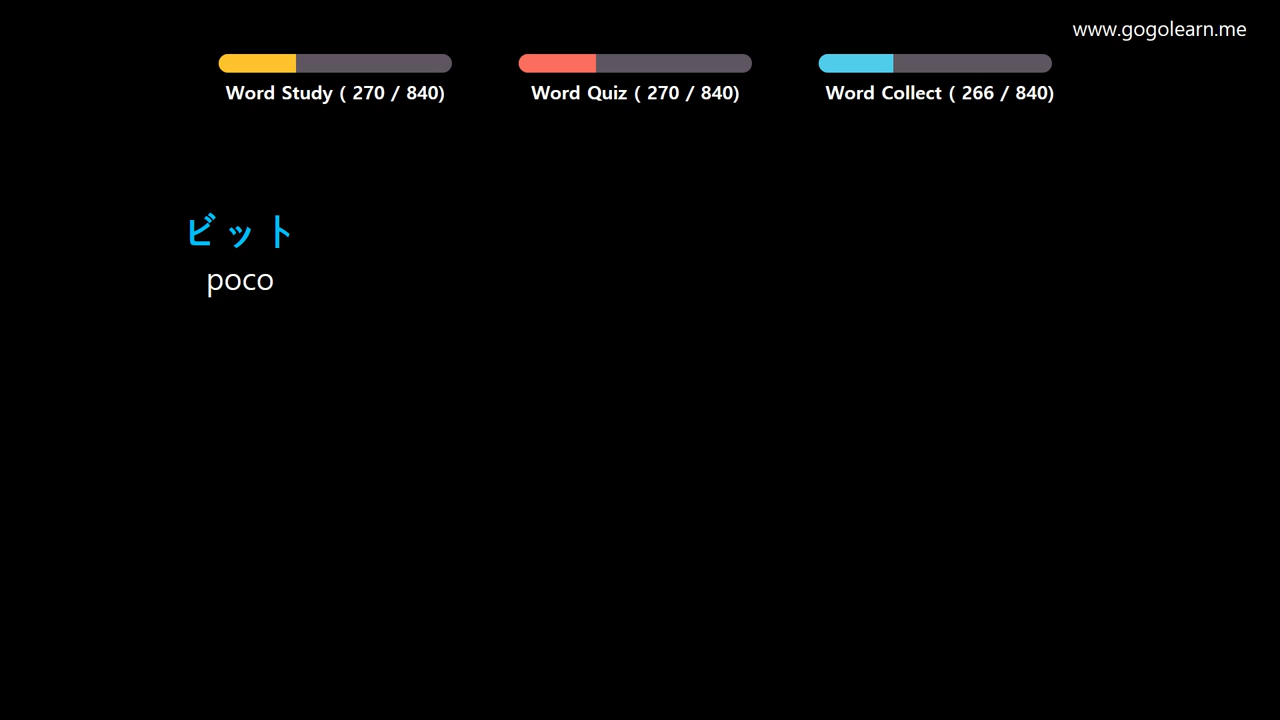 www.gogolearn.me
Word Study ( 270 / 840)
Word Quiz ( 270 / 840)
Word Collect ( 266 / 840)
ビット
poco